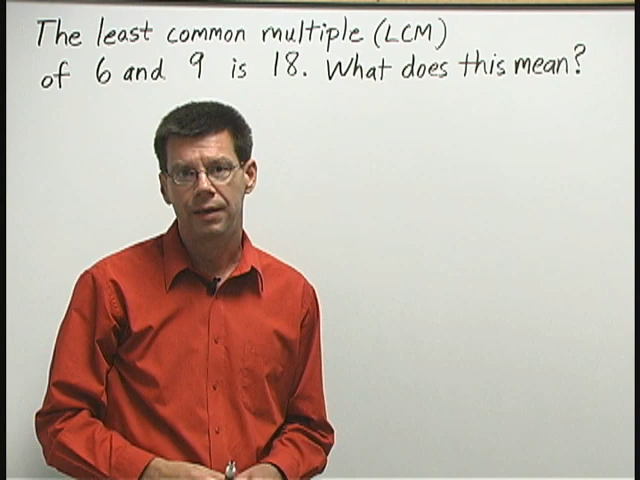 The least common multiple (LCM)
of 6 and 9 is 18. What does this mean?